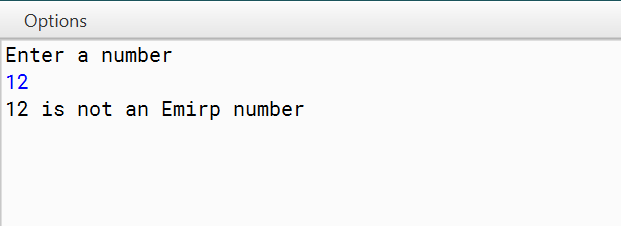 Options
Enter a number
12
12 is not an Emirp number